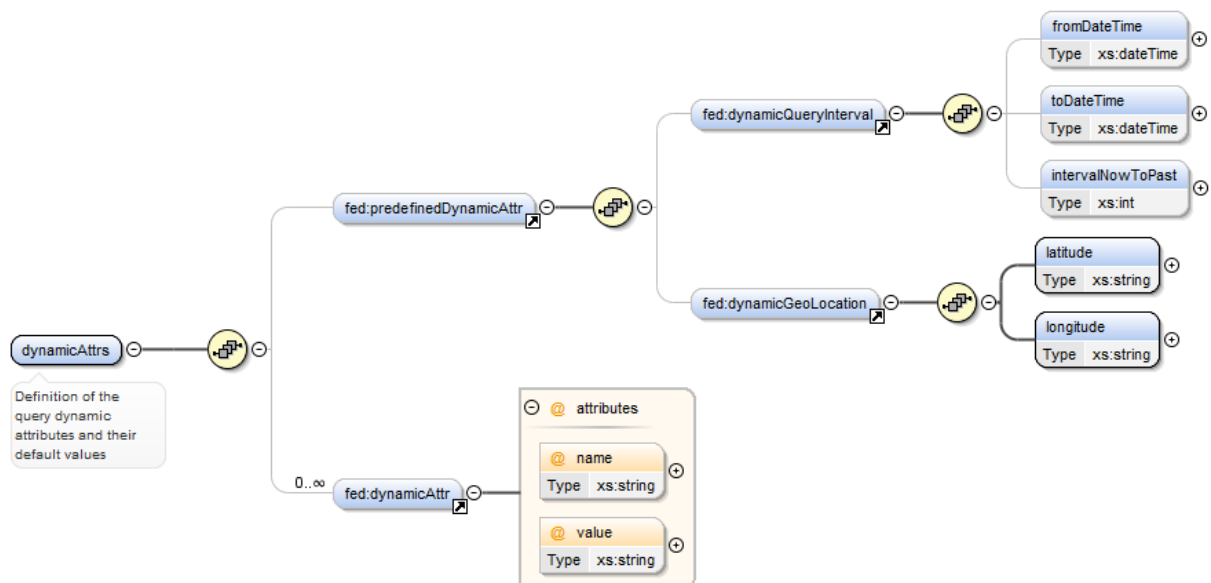 fromDateTime
Type xs:dateTime
toDateTime
Type xs:dateTime
fed:dynamicQueryInterval
intervalNowToPast
Type xs:int
fed:predefinedDynamicAttr
latitude
Type xs:string
fed:dynamicGeoLocation
longitude
Type xs:string
dynamicAttrs
Definition of the
query dynamic
attributes and their
default values
@ attributes
@ name
Type xs:string
0..∞
fed:dynamicAttr
@ value
Type xs:string